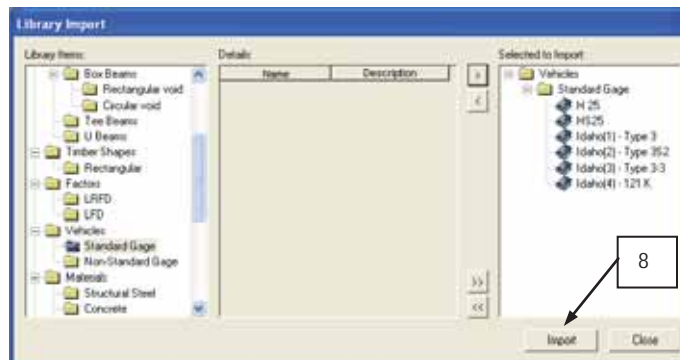 Library Import
Library Items:
Details:
Selected to Import
Name
Description
Box Beams
Rectangular void
Circular void
Tee Beams
U Beams
Timber Shapes
Rectangular
Factors
LRFD
LFD
Vehicles
Standard Gage
Non-Standard Gage
Materials
Structural Steel
Concrete
>
<
>>
<<
Vehicles
Standard Gage
H 25
HS25
Idaho(1) - Type 3
Idaho(2) - Type 3S2
Idaho(3) - Type 3-3
Idaho(4) - 121 K
8
Import
Close